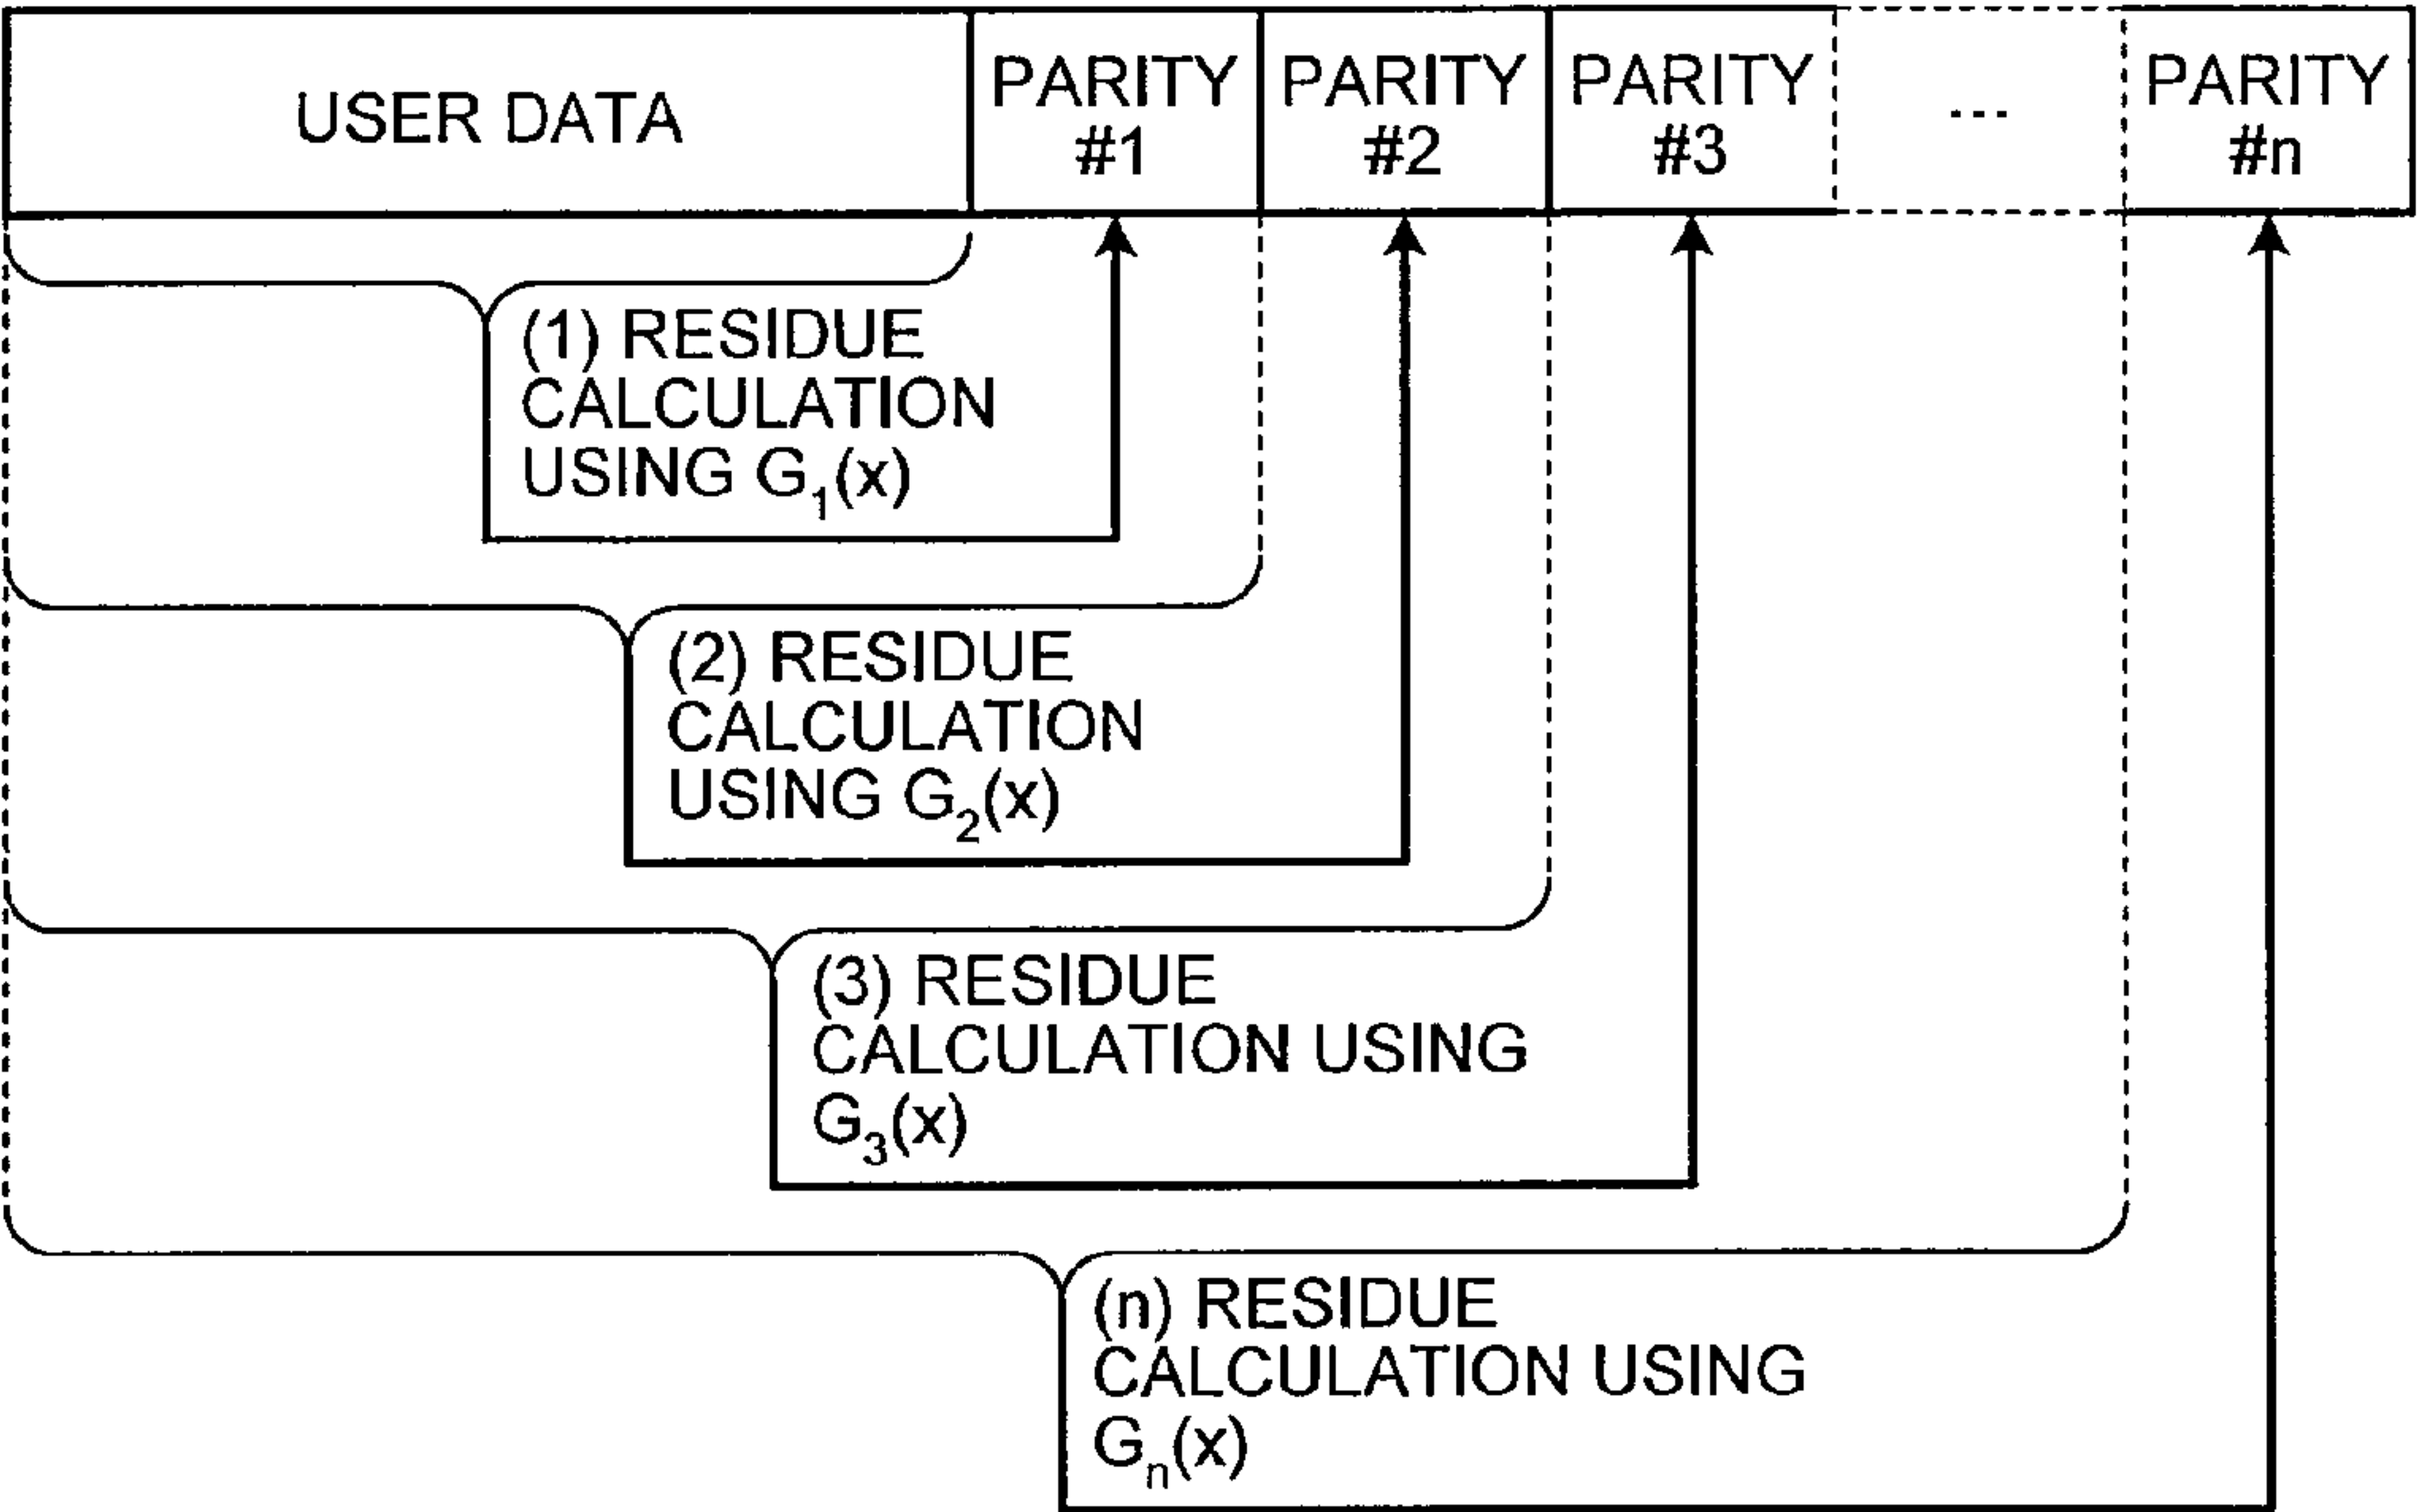 USER DATA
PARITY
#1
PARITY
#2
PARITY
#3
...
PARITY
#n
(1) RESIDUE
CALCULATION
USING G₁(x)
(2) RESIDUE
CALCULATION
USING G₂(x)
(3) RESIDUE
CALCULATION USING
G₃(x)
(n) RESIDUE
CALCULATION USING
Gₙ(x)